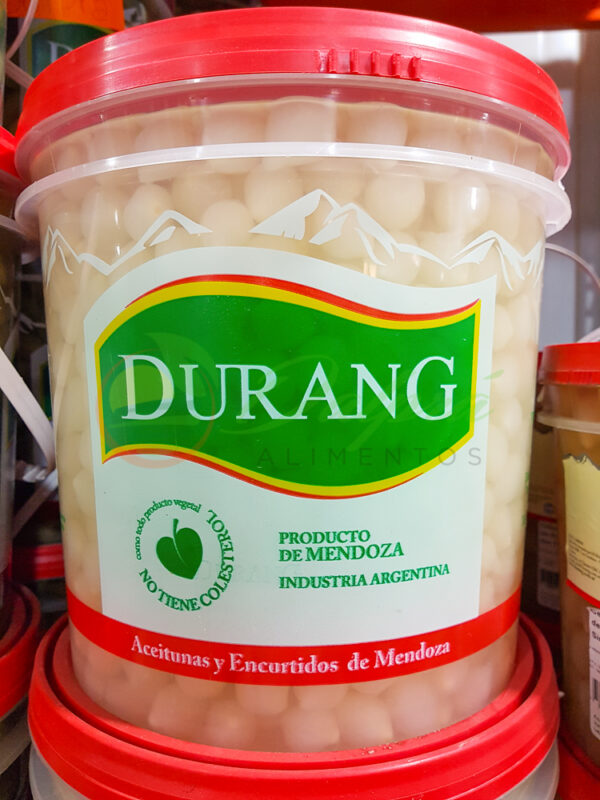 DURANG
ALIMENTOS
como todo producto vegetal
NO TIENE COLESTEROL
PRODUCTO
DE MENDOZA
INDUSTRIA ARGENTINA
Aceitunas y Encurtidos de Mendoza